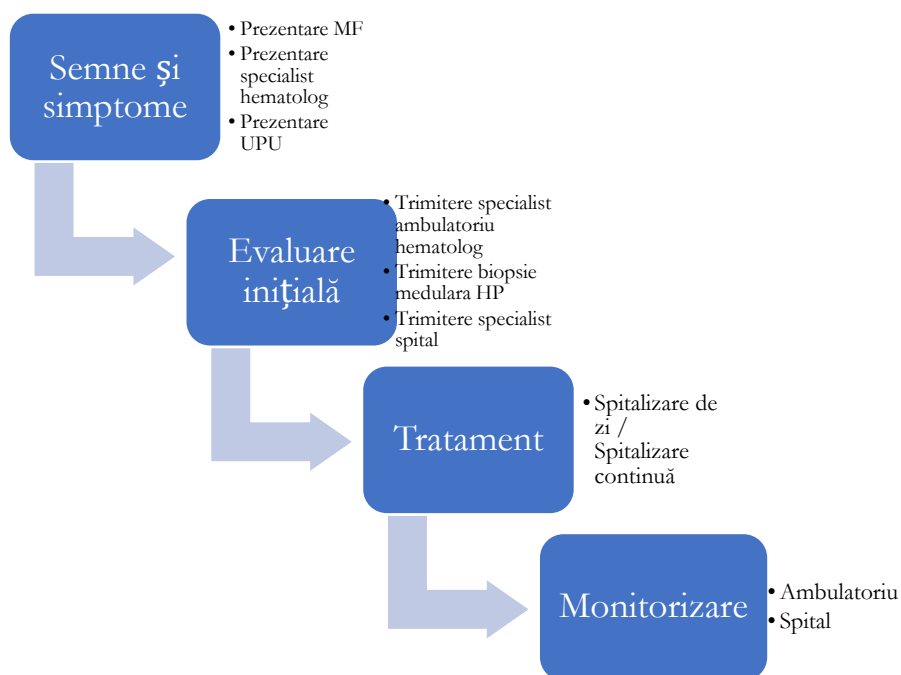 Semne și
simptome
• Prezentare MF
• Prezentare
specialist
hematolog
• Prezentare
UPU
Evaluare
inițială
• Trimitere specialist
ambulatoriu
hematolog
• Trimitere biopsie
medulara HP
• Trimitere specialist
spital
Tratament
• Spitalizare de
zi /
Spitalizare
continuă
Monitorizare
• Ambulatoriu
• Spital